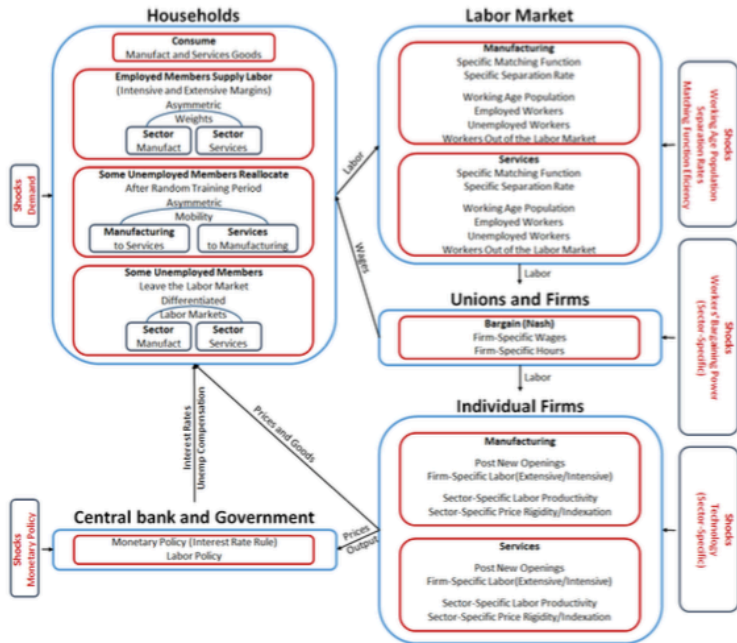 Households
Consume
Manufact and Services Goods
Employed Members Supply Labor
(Intensive and Extensive Margins)
Asymmetric
Weights
Sector
Manufact
Sector
Services
Some Unemployed Members Reallocate
After Random Training Period
Asymmetric
Mobility
Manufacturing
to Services
Services
to Manufacturing
Some Unemployed Members
Leave the Labor Market
Differentiated
Labor Markets
Sector
Manufact
Sector
Services
Shocks
Demand
Labor
Wages
Labor Market
Manufacturing
Specific Matching Function
Specific Separation Rate
Working Age Population
Employed Workers
Unemployed Workers
Workers Out of the Labor Market
Services
Specific Matching Function
Specific Separation Rate
Working Age Population
Employed Workers
Unemployed Workers
Workers Out of the Labor Market
Shocks
Working Age Population
Separation Rates
Matching Function Eficiency
Labor
Unions and Firms
Bargain (Nash)
Firm-Specific Wages
Firm-Specific Hours
Shocks
Workers' Bargaining Power
(Sector-Specific)
Labor
Individual Firms
Manufacturing
Post New Openings
Firm-Specific Labor(Extensive/Intensive)
Sector-Specific Labor Productivity
Sector-Specific Price Rigidity/Indexation
Services
Post New Openings
Firm-Specific Labor(Extensive/Intensive)
Sector-Specific Labor Productivity
Sector-Specific Price Rigidity/Indexation
Shocks
Technology
(Sector-Specific)
Interest Rates
Unemp Compensation
Prices and Goods
Prices
Output
Central bank and Government
Monetary Policy (Interest Rate Rule)
Labor Policy
Shocks
Monetary Policy